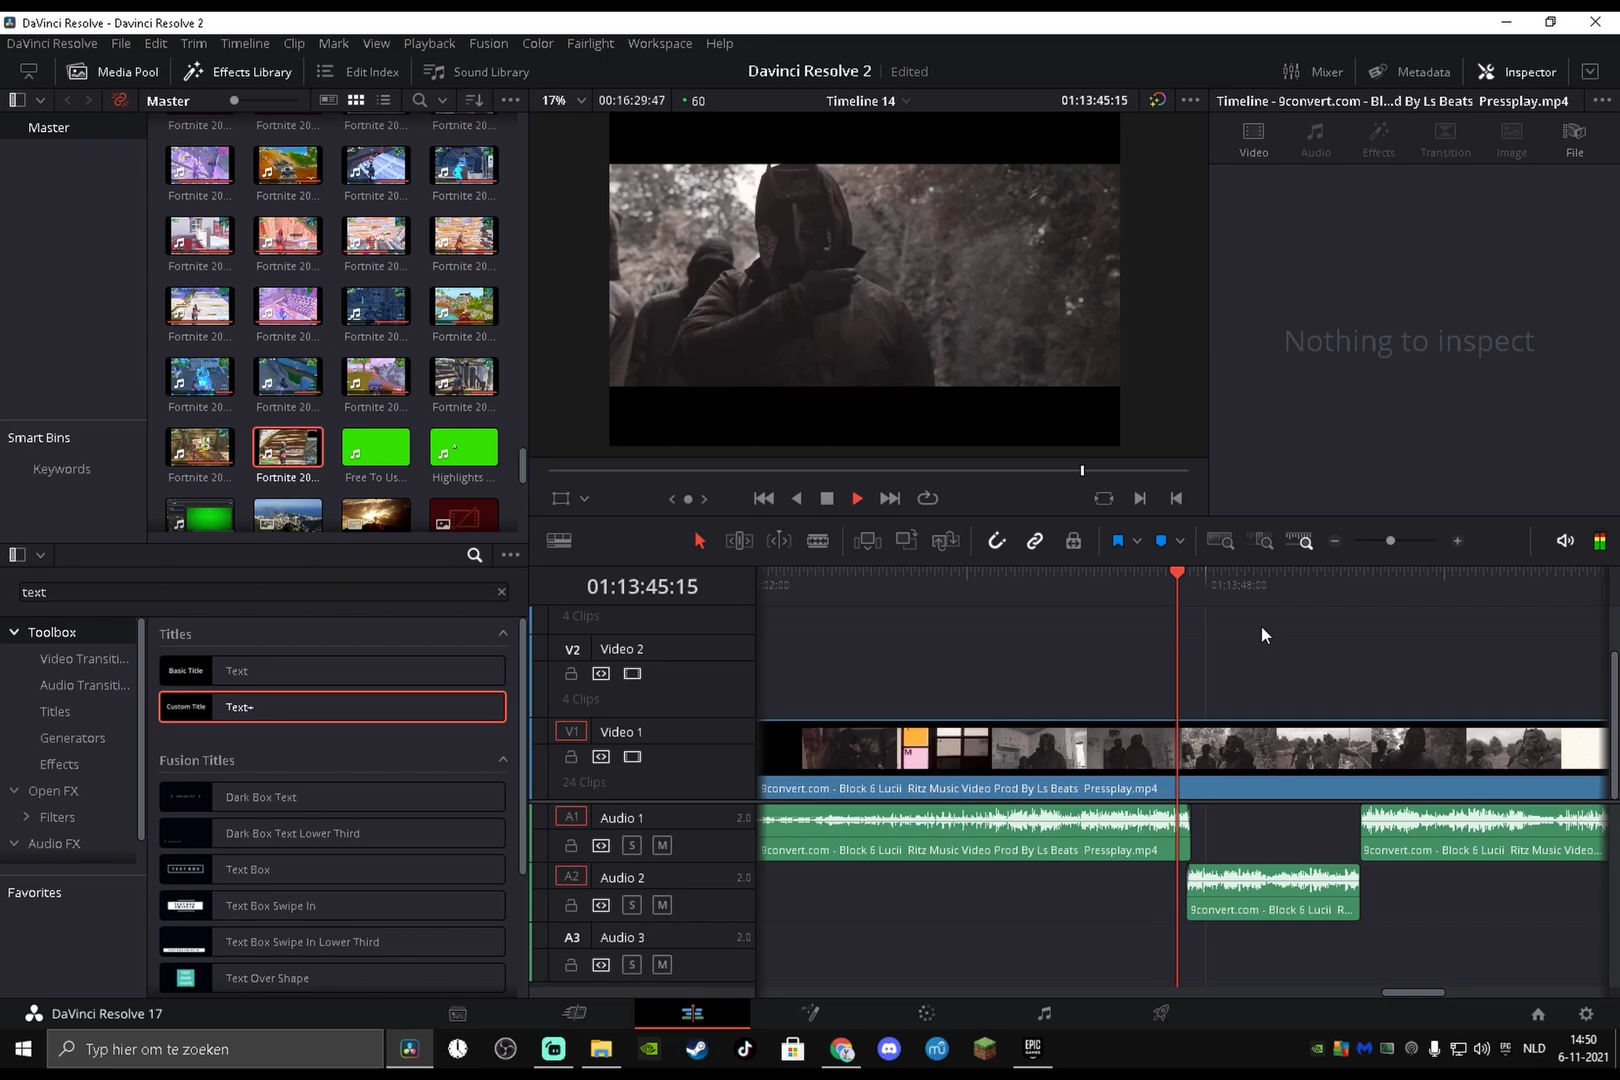 DaVinci Resolve - Davinci Resolve 2
DaVinci Resolve File Edit Trim Timeline Clip Mark View Playback Fusion Color Fairlight Workspace Help
Media Pool Effects Library Edit Index Sound Library Davinci Resolve 2 Edited Mixer Metadata Inspector
Master 17% 00:16:29:47 60 Timeline 14 01:13:45:15 Timeline - 9convert.com - Bl...d By Ls Beats Pressplay.mp4
Master
Fortnite 20... Fortnite 20... Fortnite 20... Fortnite 20...
Video Audio Effects Transition Image File
Fortnite 20... Fortnite 20... Fortnite 20... Fortnite 20...
Fortnite 20... Fortnite 20... Fortnite 20... Fortnite 20...
Fortnite 20... Fortnite 20... Fortnite 20... Fortnite 20...
Nothing to inspect
Fortnite 20... Fortnite 20... Fortnite 20... Fortnite 20...
Smart Bins
Keywords
Fortnite 20... Fortnite 20... Free To Us... Highlights ...
text
01:13:45:15
:02:00 01:13:48:00
Toolbox
Video Transiti...
Audio Transiti...
Titles
Generators
Effects
Open FX
Filters
Audio FX
Favorites
Titles
Basic Title Text
Custom Title Text+
Fusion Titles
Dark Box Text
Dark Box Text Lower Third
TEXT BOX Text Box
Text Box Swipe In
Text Box Swipe In Lower Third
Text Over Shape
4 Clips
V2 Video 2
4 Clips
V1 Video 1
M
24 Clips
9convert.com - Block 6 Lucii Ritz Music Video Prod By Ls Beats Pressplay.mp4
A1 Audio 1 2.0
S M
9convert.com - Block 6 Lucii Ritz Music Video Prod By Ls Beats Pressplay.mp4
9convert.com - Block 6 Lucii Ritz Music Video...
A2 Audio 2 2.0
S M
9convert.com - Block 6 Lucii R...
A3 Audio 3 2.0
S M
DaVinci Resolve 17
Typ hier om te zoeken
EPIC GAMES
NLD
14:50
6-11-2021